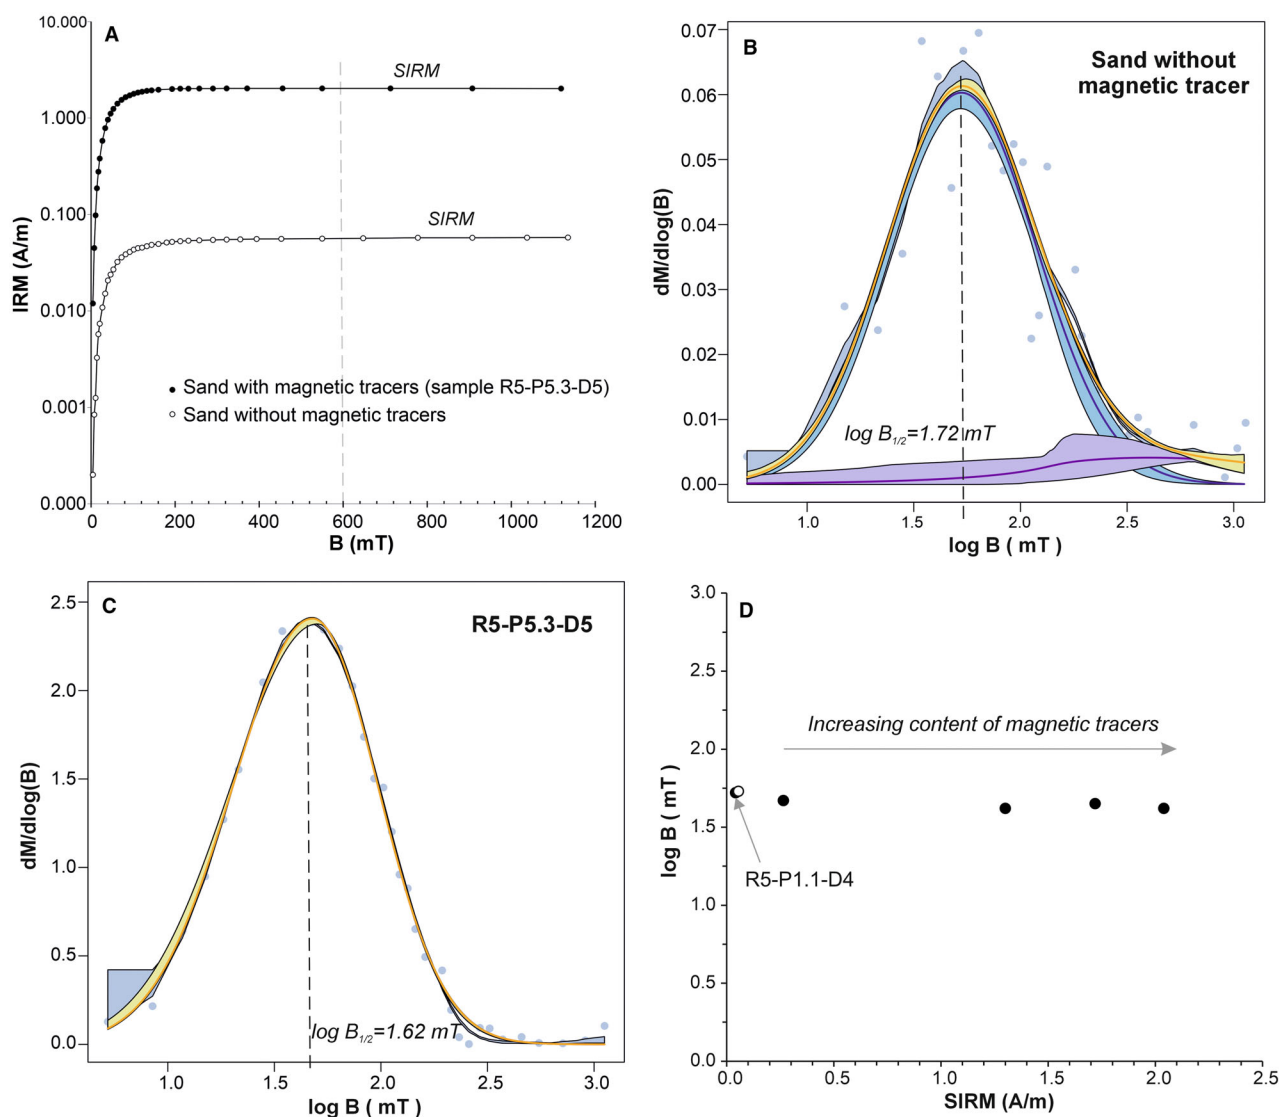 A
10.000
1.000
0.100
0.010
0.001
0.000
IRM (A/m)
SIRM
SIRM
Sand with magnetic tracers (sample R5-P5.3-D5)
Sand without magnetic tracers
0 200 400 600 800 1000 1200
B (mT)
B
Sand without
magnetic tracer
0.07
0.06
0.05
0.04
0.03
0.02
0.01
0.00
dM/dlog(B)
log B1/2=1.72 mT
1.0 1.5 2.0 2.5 3.0
log B ( mT )
C
R5-P5.3-D5
2.5
2.0
1.5
1.0
0.5
0.0
dM/dlog(B)
log B1/2=1.62 mT
1.0 1.5 2.0 2.5 3.0
log B ( mT )
D
3.0
2.5
2.0
1.5
1.0
0.5
0.0
log B ( mT )
Increasing content of magnetic tracers
R5-P1.1-D4
0.0 0.5 1.0 1.5 2.0 2.5
SIRM (A/m)